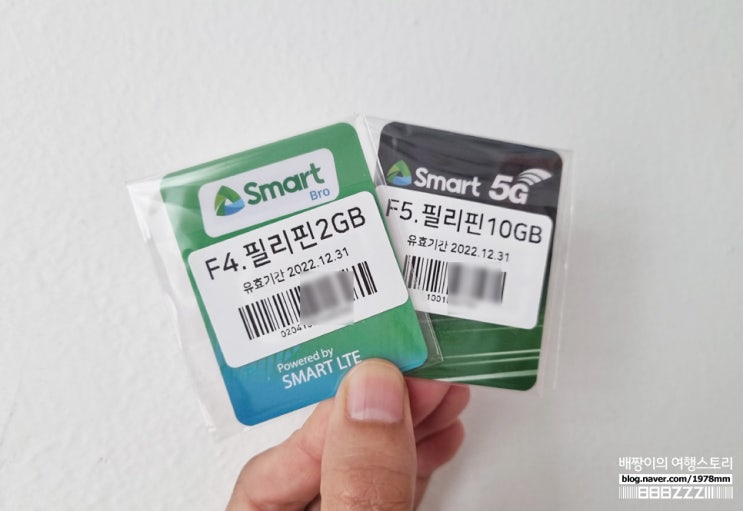 Smart
Bro
F4.필리핀2GB
유효기간 2022.12.31
Powered by
SMART LTE
Smart 5G
F5.필리핀10GB
유효기간 2022.12.31
배짱이의 여행스토리
blog.naver.com/1978mm
BBBZZZ